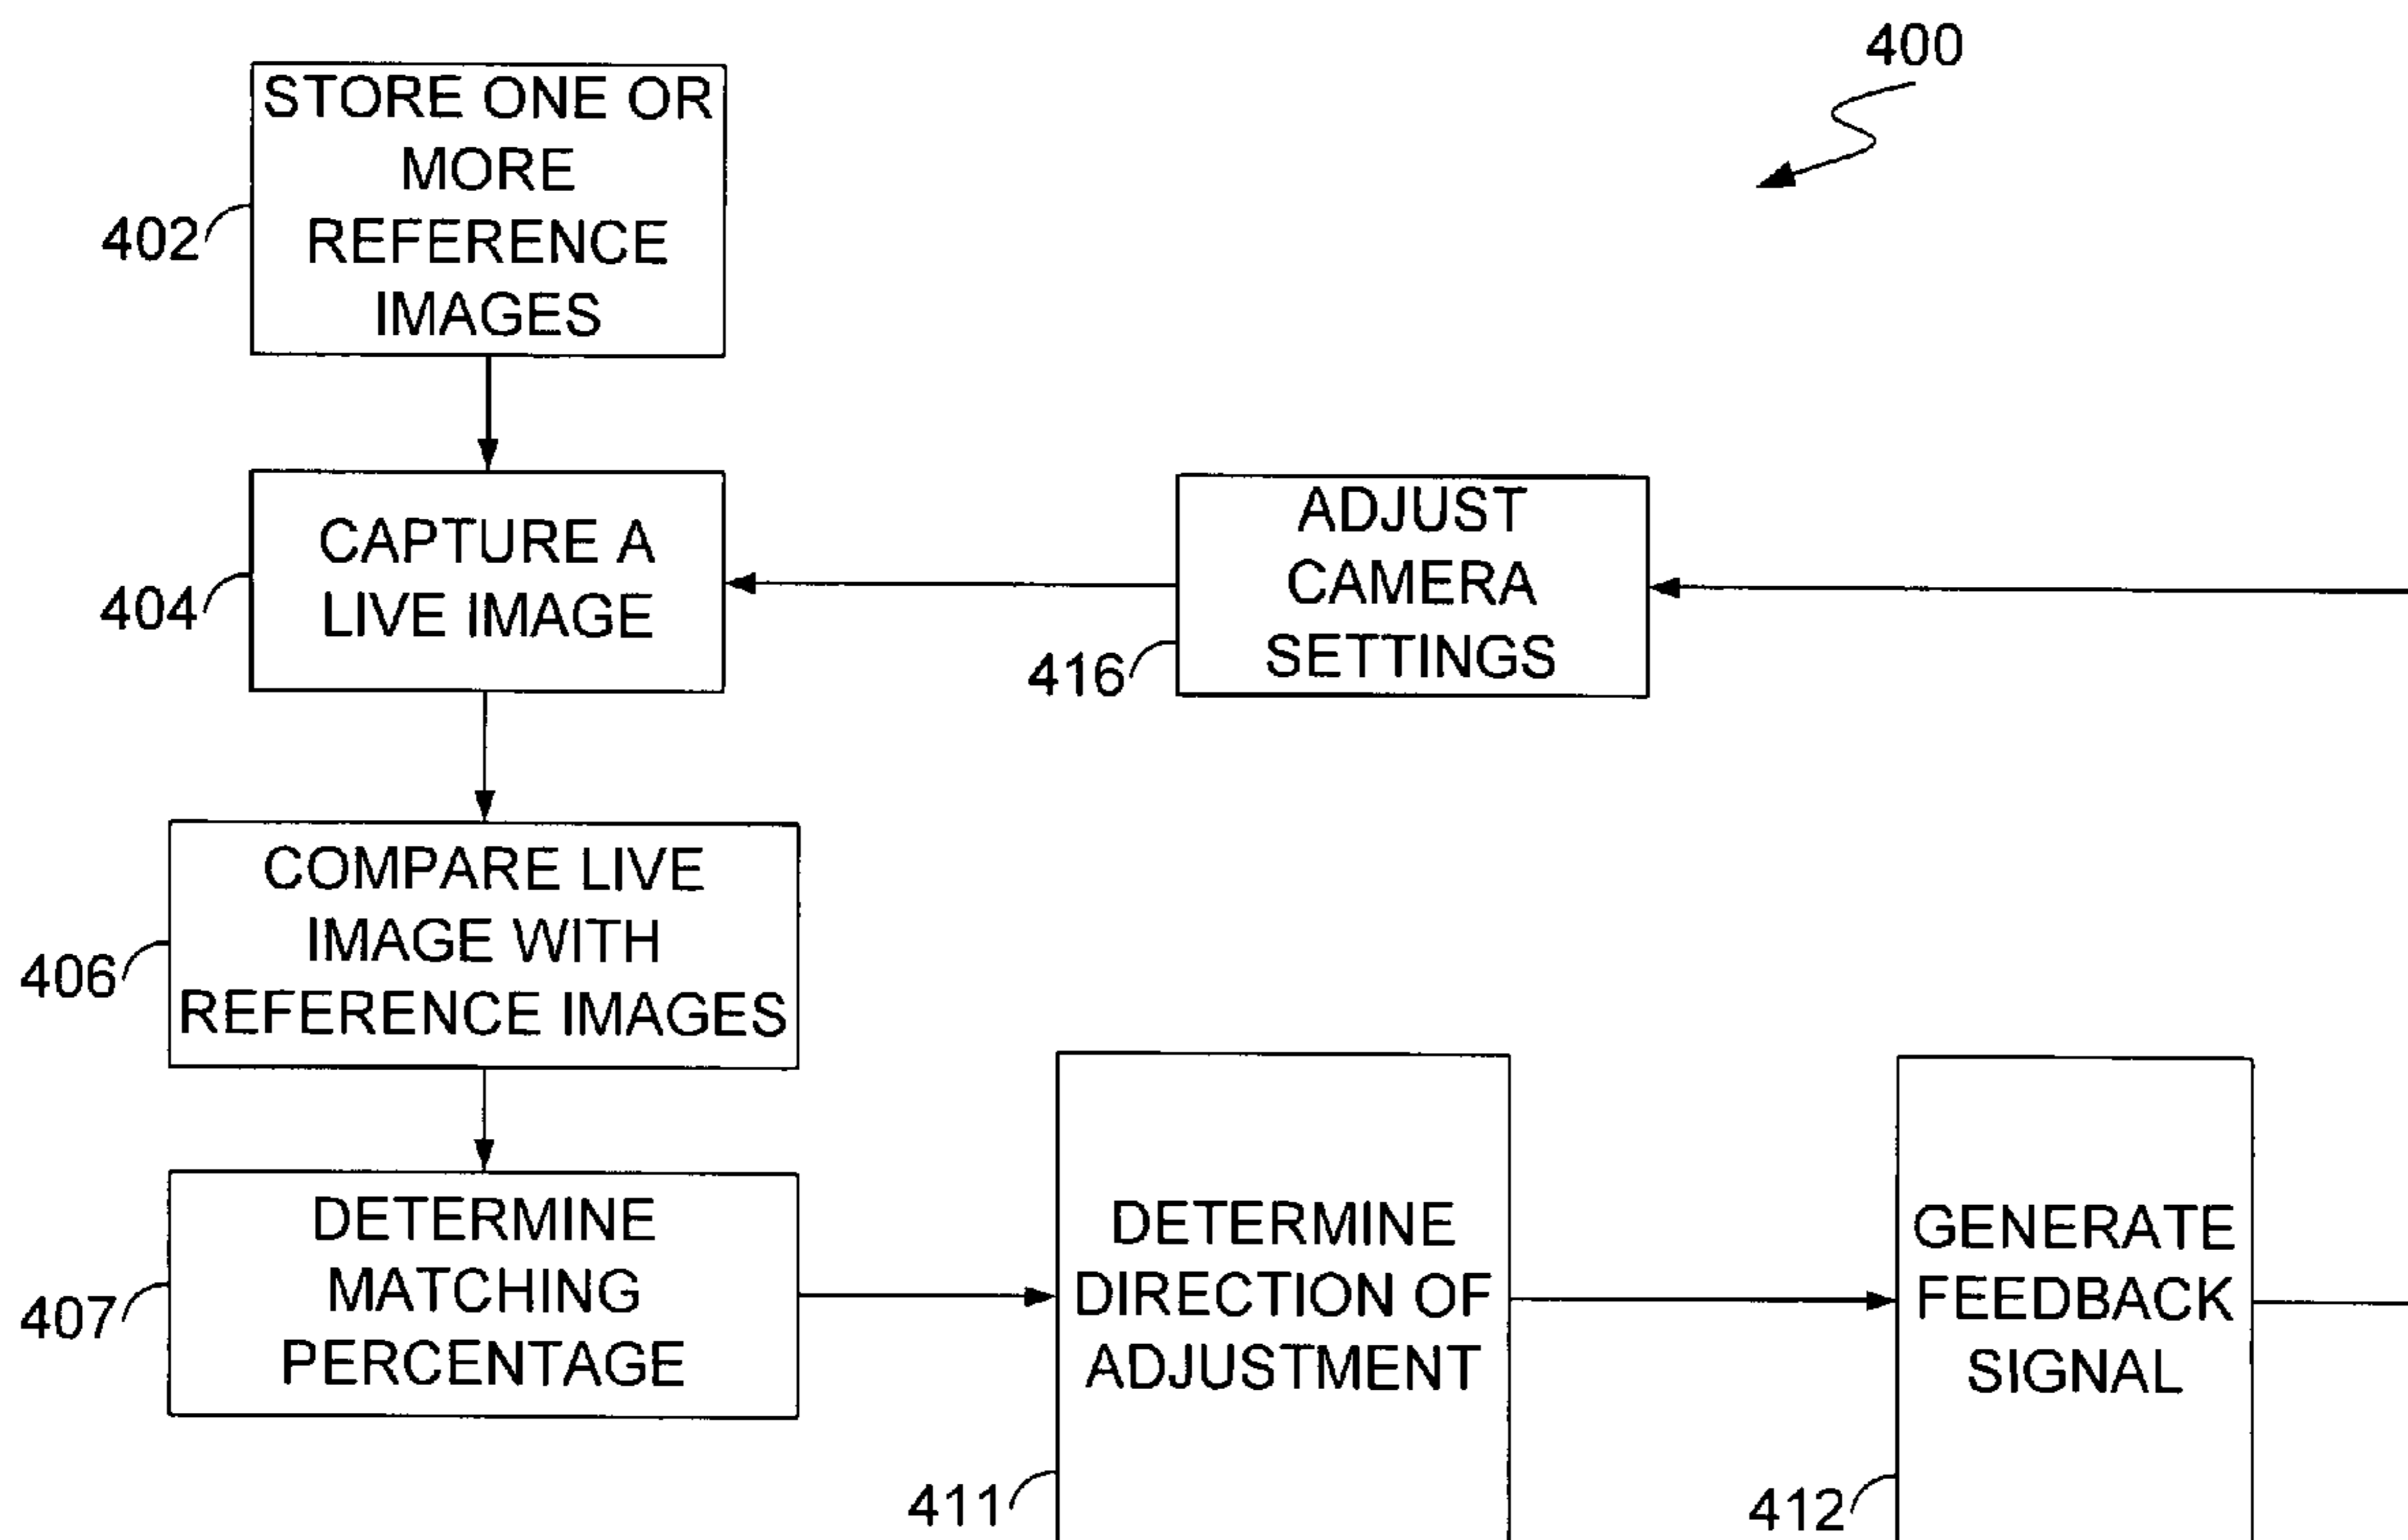 400
STORE ONE OR
MORE
REFERENCE
IMAGES
402
CAPTURE A
LIVE IMAGE
404
ADJUST
CAMERA
SETTINGS
416
COMPARE LIVE
IMAGE WITH
REFERENCE IMAGES
406
DETERMINE
MATCHING
PERCENTAGE
407
DETERMINE
DIRECTION OF
ADJUSTMENT
411
GENERATE
FEEDBACK
SIGNAL
412